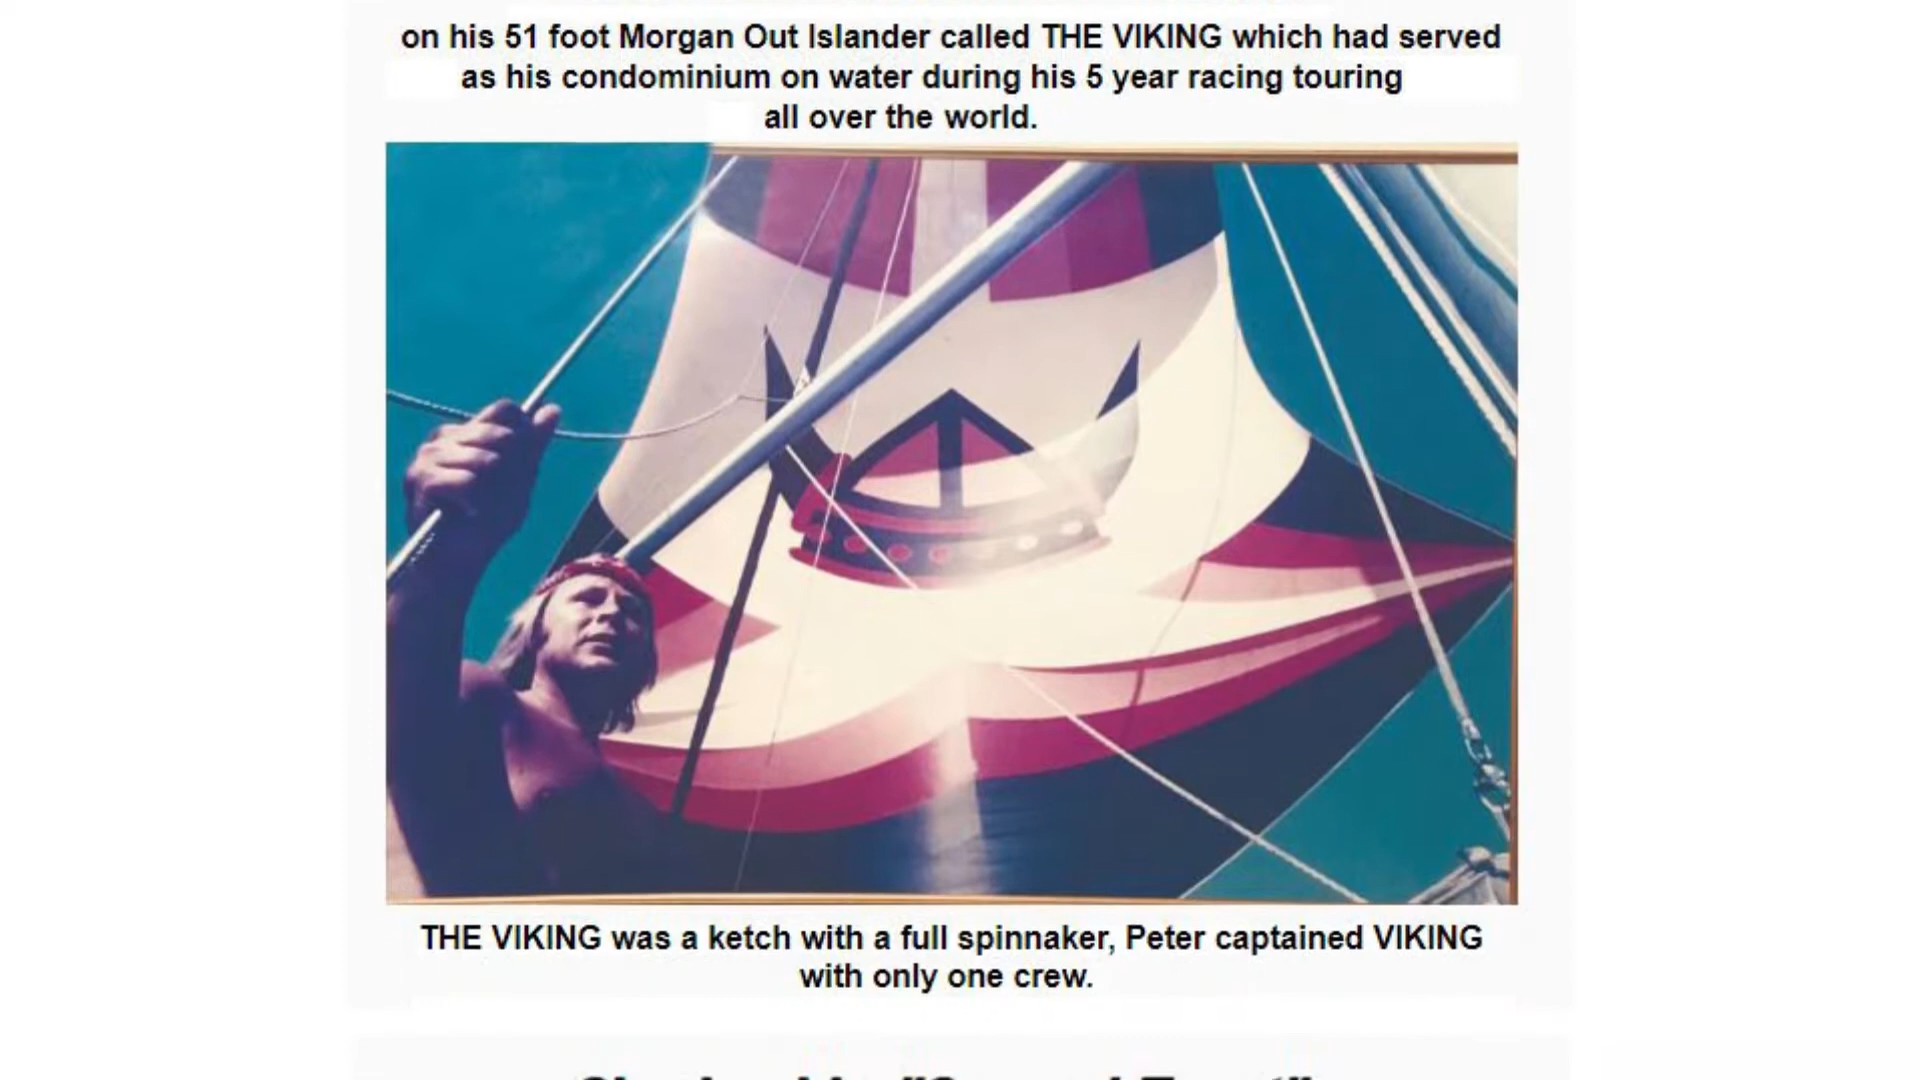 on his 51 foot Morgan Out Islander called THE VIKING which had served
as his condominium on water during his 5 year racing touring
all over the world.
THE VIKING was a ketch with a full spinnaker, Peter captained VIKING
with only one crew.